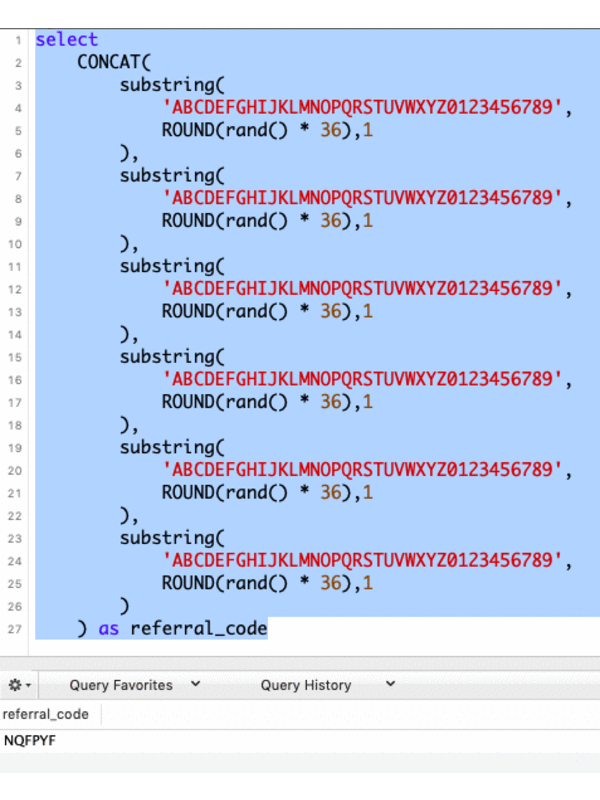 1 select
2 CONCAT(
3 substring(
4 'ABCDEFGHIJKLMNOPQRSTUVWXYZ0123456789',
5 ROUND(rand() * 36),1
6 ),
7 substring(
8 'ABCDEFGHIJKLMNOPQRSTUVWXYZ0123456789',
9 ROUND(rand() * 36),1
10 ),
11 substring(
12 'ABCDEFGHIJKLMNOPQRSTUVWXYZ0123456789',
13 ROUND(rand() * 36),1
14 ),
15 substring(
16 'ABCDEFGHIJKLMNOPQRSTUVWXYZ0123456789',
17 ROUND(rand() * 36),1
18 ),
19 substring(
20 'ABCDEFGHIJKLMNOPQRSTUVWXYZ0123456789',
21 ROUND(rand() * 36),1
22 ),
23 substring(
24 'ABCDEFGHIJKLMNOPQRSTUVWXYZ0123456789',
25 ROUND(rand() * 36),1
26 )
27 ) as referral_code
Query Favorites Query History
referral_code
NQFPYF